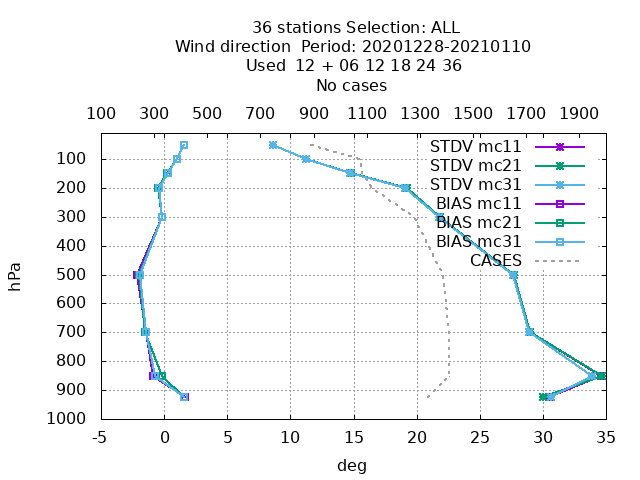 36 stations Selection: ALL
Wind direction  Period: 20201228-20210110
Used  12 + 06 12 18 24 36
No cases
100 300 500 700 900 1100 1300 1500 1700 1900
STDV mc11
STDV mc21
STDV mc31
BIAS mc11
BIAS mc21
BIAS mc31
CASES
100
200
300
400
500
600
700
800
900
1000
hPa
-5 0 5 10 15 20 25 30 35
deg